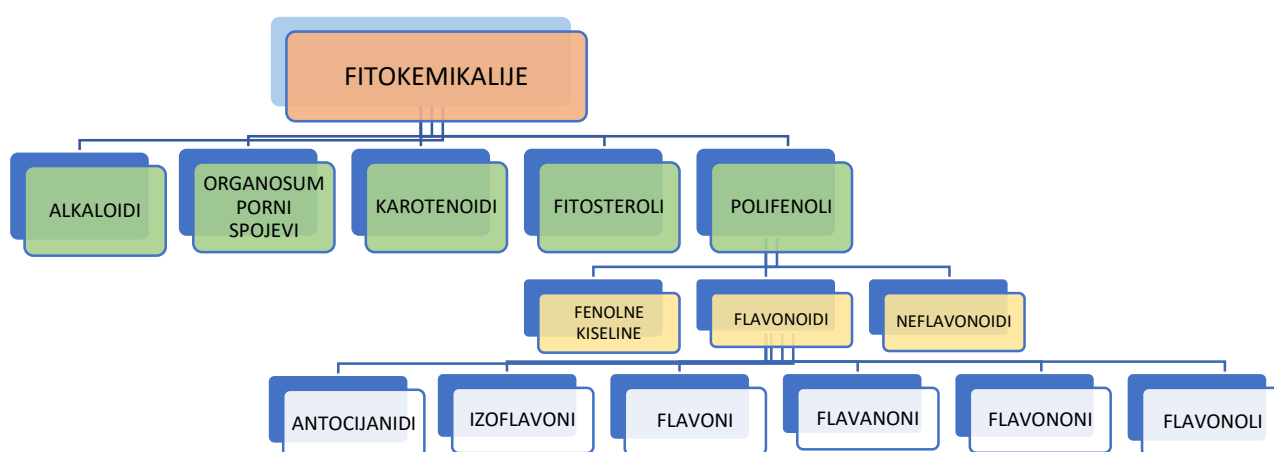 FITOKEMIKALIJE
ALKALOIDI
ORGANOSUM
PORNI
SPOJEVI
KAROTENOIDI
FITOSTEROLI
POLIFENOLI
FENOLNE
KISELINE
FLAVONOIDI
NEFLAVONOIDI
ANTOCIJANIDI
IZOFLAVONI
FLAVONI
FLAVANONI
FLAVONONI
FLAVONOLI